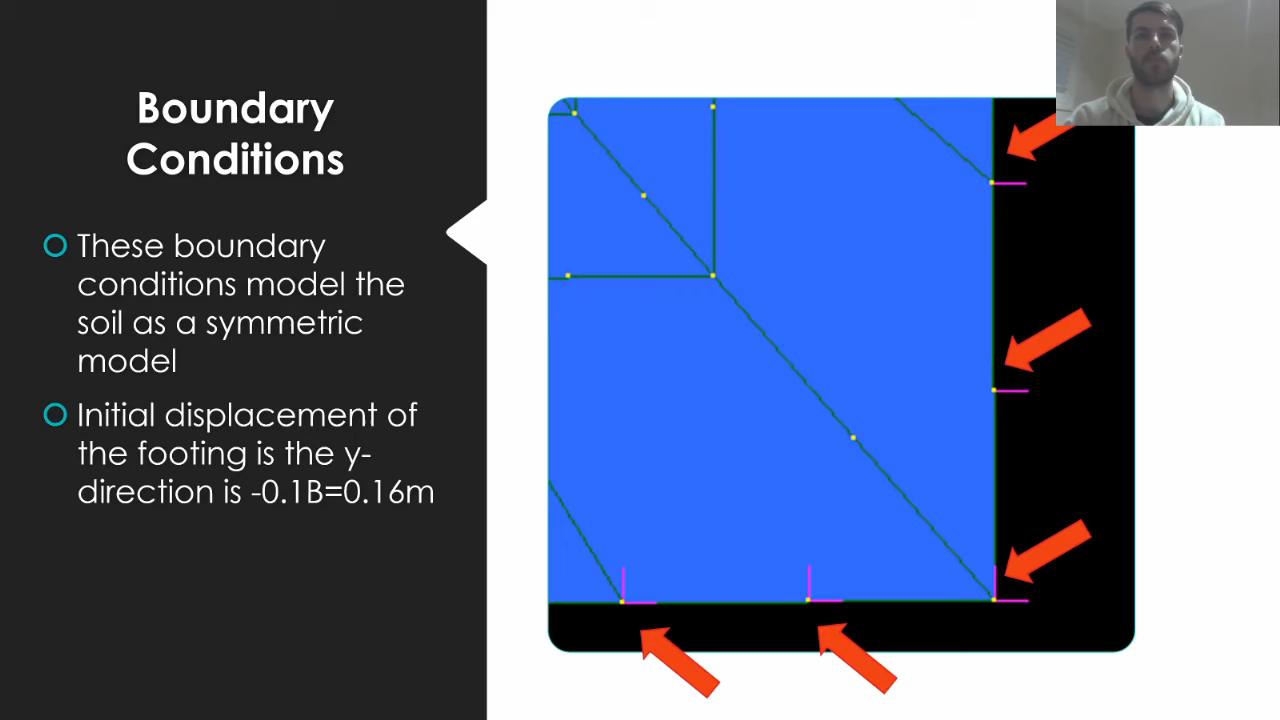 Boundary
Conditions
These boundary
conditions model the
soil as a symmetric
model
Initial displacement of
the footing is the y-
direction is -0.1B=0.16m